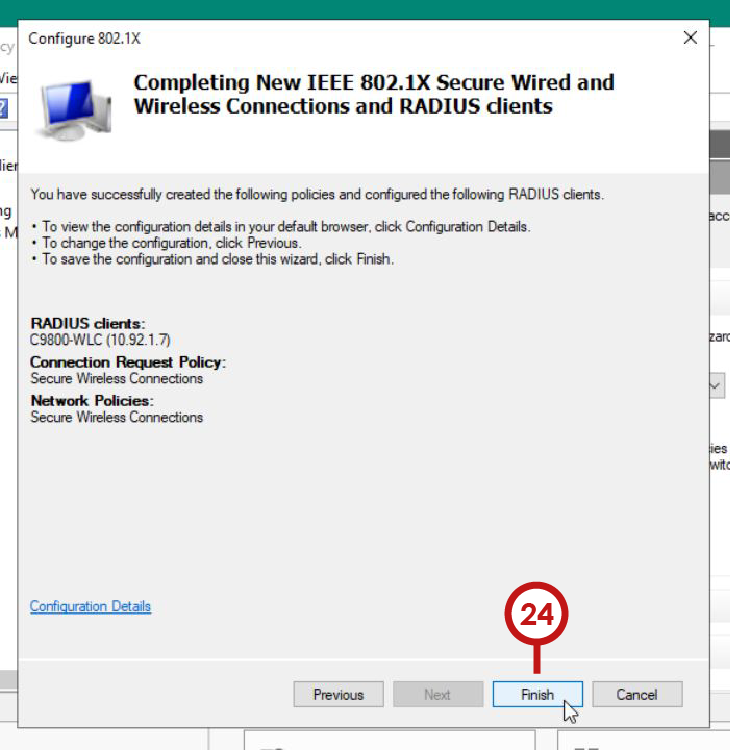 Configure 802.1X
Completing New IEEE 802.1X Secure Wired and
Wireless Connections and RADIUS clients
You have successfully created the following policies and configured the following RADIUS clients.
• To view the configuration details in your default browser, click Configuration Details.
• To change the configuration, click Previous.
• To save the configuration and close this wizard, click Finish.
RADIUS clients:
C9800-WLC (10.92.1.7)
Connection Request Policy:
Secure Wireless Connections
Network Policies:
Secure Wireless Connections
Configuration Details
24
Previous
Next
Finish
Cancel